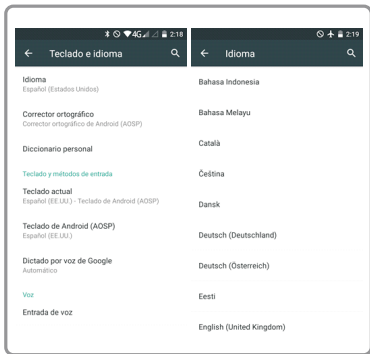 4G 2:18
Teclado e idioma
Idioma
Español (Estados Unidos)
Corrector ortográfico
Corrector ortográfico de Android (AOSP)
Diccionario personal
Teclado y métodos de entrada
Teclado actual
Español (EE.UU.) - Teclado de Android (AOSP)
Teclado de Android (AOSP)
Español (EE.UU.)
Dictado por voz de Google
Automático
Voz
Entrada de voz
2:19
Idioma
Bahasa Indonesia
Bahasa Melayu
Català
Čeština
Dansk
Deutsch (Deutschland)
Deutsch (Österreich)
Eesti
English (United Kingdom)